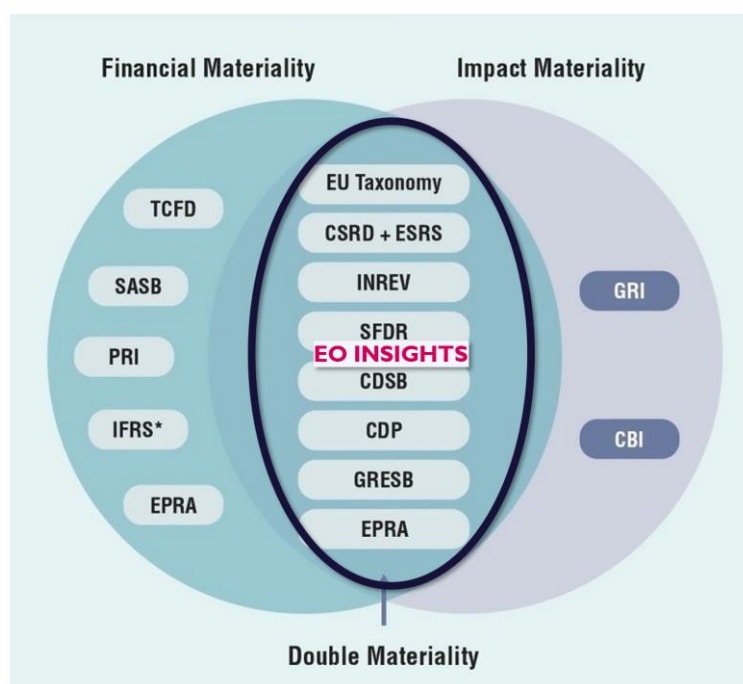 Financial Materiality
Impact Materiality
TCFD
SASB
PRI
IFRS*
EPRA
EU Taxonomy
CSRD + ESRS
INREV
SFDR
EO INSIGHTS
CDSB
CDP
GRESB
EPRA
GRI
CBI
Double Materiality